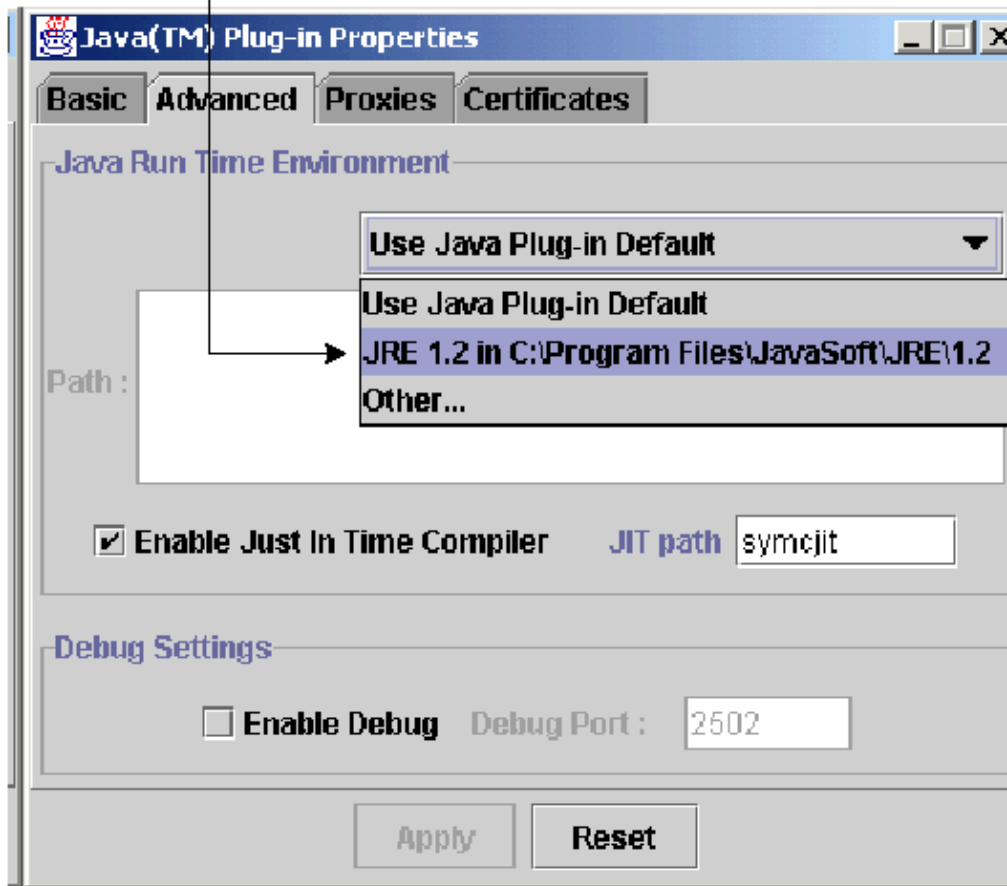 Java(TM) Plug-in Properties
Basic Advanced Proxies Certificates
Java Run Time Environment
Use Java Plug-in Default
Use Java Plug-in Default
JRE 1.2 in C:\Program Files\JavaSoft\JRE\1.2
Path :
Other...
Enable Just In Time Compiler JIT path symcjit
Debug Settings
Enable Debug Debug Port : 2502
Apply Reset